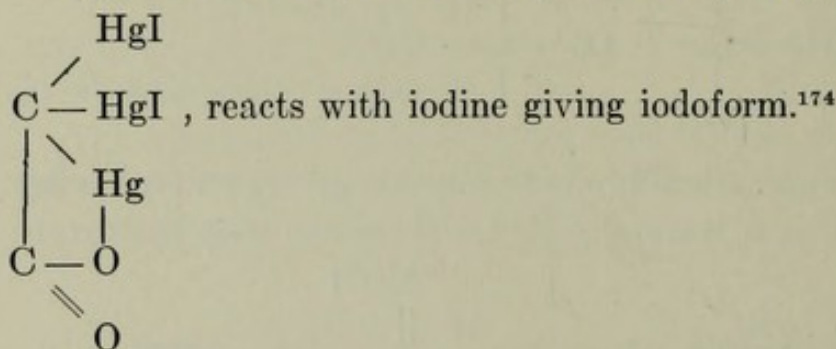 HgI
C — HgI , reacts with iodine giving iodoform.¹⁷⁴
Hg
C — O
O